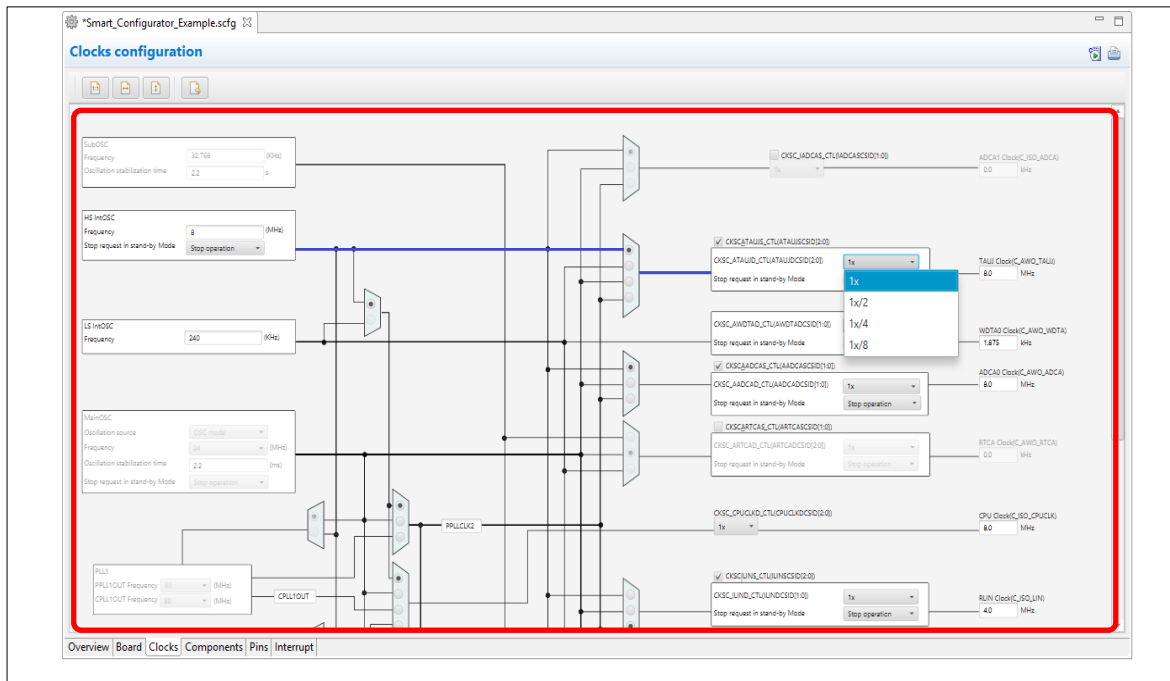 *Smart_Configurator_Example.scfg
Clocks configuration
SubOSC
Frequency 32.768 (KHz)
Oscillation stabilization time 2.2 s
CKSC_IADCAS_CTL(IADCASCSID[1:0])
1x
ADCA1 Clock(C_ISO_ADCA)
0.0 kHz
HS IntOSC
Frequency 8 (MHz)
Stop request in stand-by Mode Stop operation
CKSCATAUJS_CTL(ATAUJSCSID[2:0])
CKSC_ATAUJD_CTL(ATAUJDCSID[2:0]) 1x
Stop request in stand-by Mode
1x
1x/2
1x/4
1x/8
TAUJ Clock(C_AWO_TAUJ)
8.0 MHz
LS IntOSC
Frequency 240 (KHz)
CKSC_AWDTAD_CTL(AWDTADCSID[1:0])
Stop request in stand-by Mode
WDTA0 Clock(C_AWO_WDTA)
1.875 kHz
CKSCAADCAS_CTL(AADCASCSID[1:0])
CKSC_AADCAD_CTL(AADCADCSID[1:0]) 1x
Stop request in stand-by Mode Stop operation
ADCA0 Clock(C_AWO_ADCA)
8.0 MHz
MainOSC
Oscillation source OSC mode
Frequency 24 (MHz)
Oscillation stabilization time 2.2 (ms)
Stop request in stand-by Mode Stop operation
CKSCARTCAS_CTL(ARTCASCSID[1:0])
CKSC_ARTCAD_CTL(ARTCADCSID[2:0]) 1x
Stop request in stand-by Mode Stop operation
RTCA Clock(C_AWO_RTCA)
0.0 kHz
PPLLCLK2
CKSC_CPUCLKD_CTL(CPUCLKDCSID[2:0])
1x
CPU Clock(C_ISO_CPUCLK)
8.0 MHz
PLL1
PPLL1OUT Frequency 80 (MHz)
CPLL1OUT Frequency 80 (MHz)
CPLL1OUT
CKSCILINS_CTL(ILINSCSID[2:0])
CKSC_ILIND_CTL(ILINDCSID[1:0]) 1x
Stop request in stand-by Mode Stop operation
RLIN Clock(C_ISO_LIN)
4.0 MHz
Overview Board Clocks Components Pins Interrupt